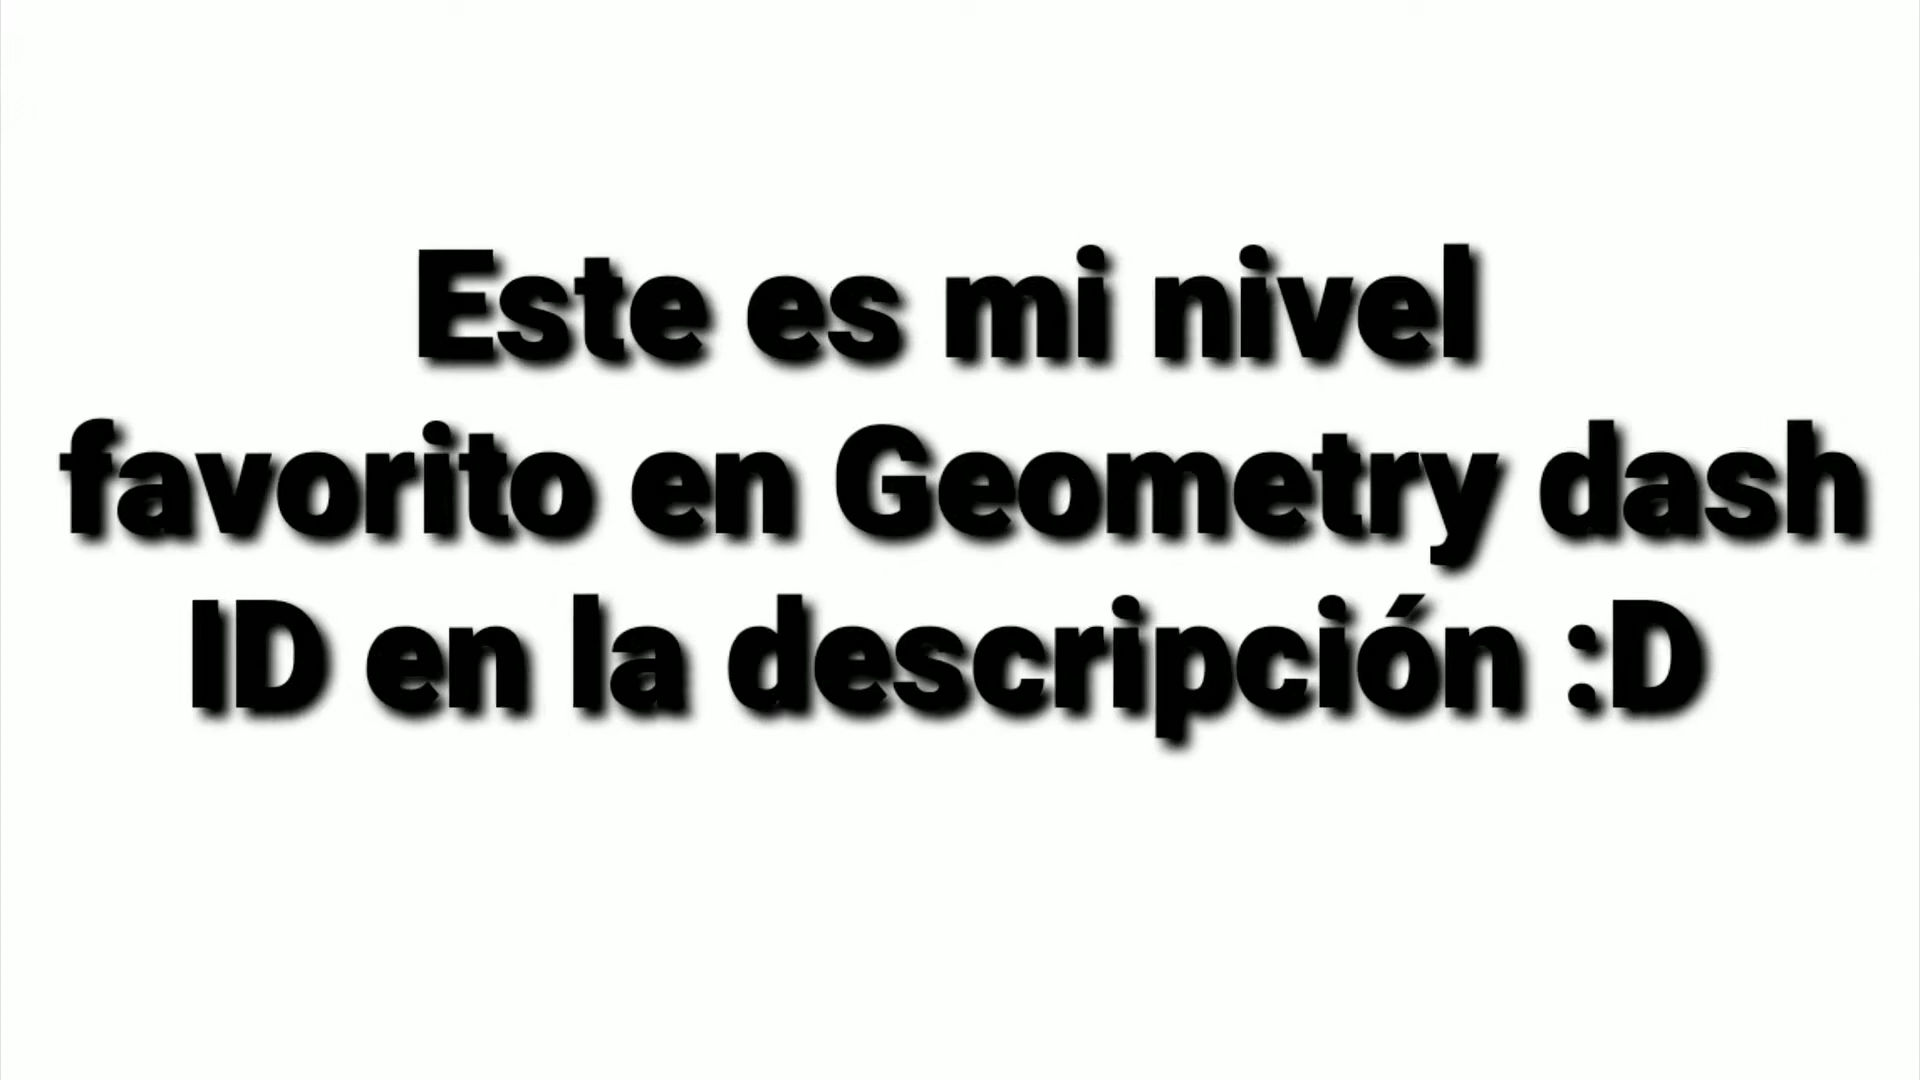 Este es mi nivel
favorito en Geometry dash
ID en la descripción :D